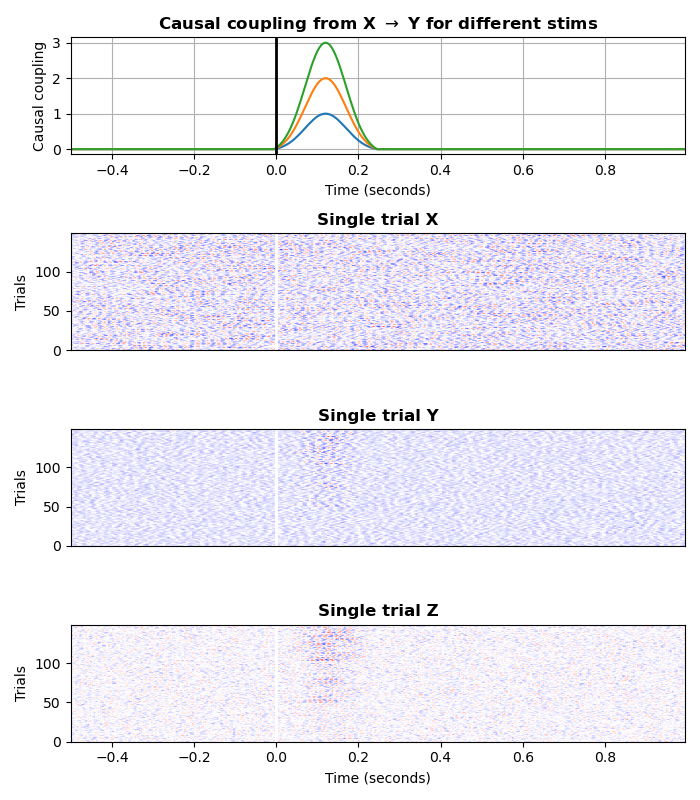 Causal coupling from X → Y for different stims
Causal coupling
3
2
1
0
−0.4 −0.2 0.0 0.2 0.4 0.6 0.8
Time (seconds)
Single trial X
Trials
100
50
0
Single trial Y
Trials
100
50
0
Single trial Z
Trials
100
50
0
−0.4 −0.2 0.0 0.2 0.4 0.6 0.8
Time (seconds)